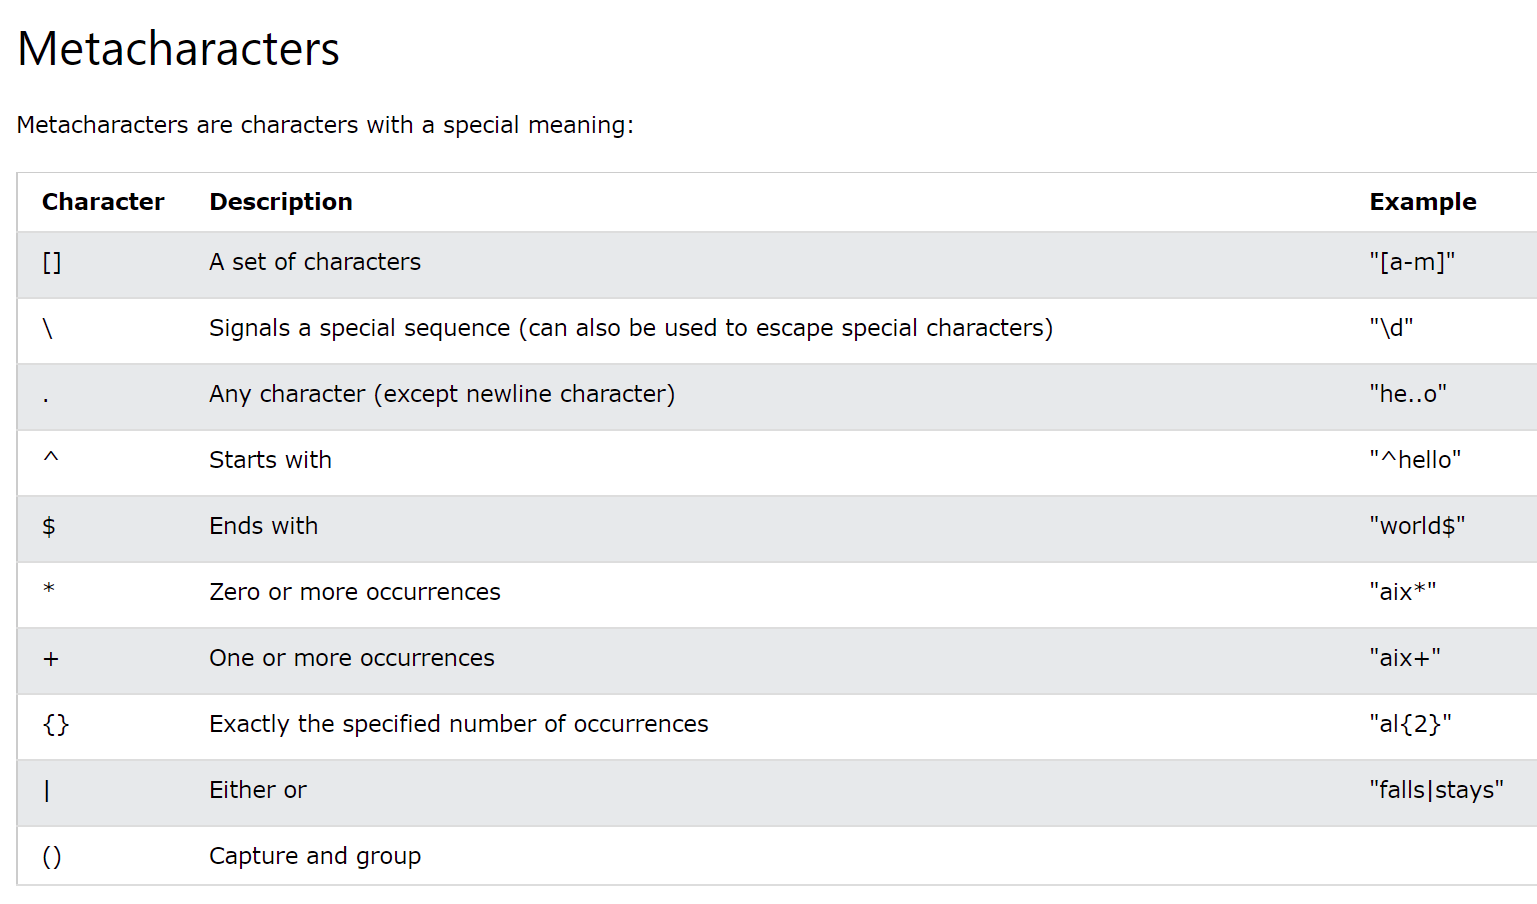 Metacharacters
Metacharacters are characters with a special meaning:
Character Description Example
[] A set of characters "[a-m]"
\ Signals a special sequence (can also be used to escape special characters) "\d"
. Any character (except newline character) "he..o"
^ Starts with "^hello"
$ Ends with "world$"
* Zero or more occurrences "aix*"
+ One or more occurrences "aix+"
{} Exactly the specified number of occurrences "al{2}"
| Either or "falls|stays"
() Capture and group